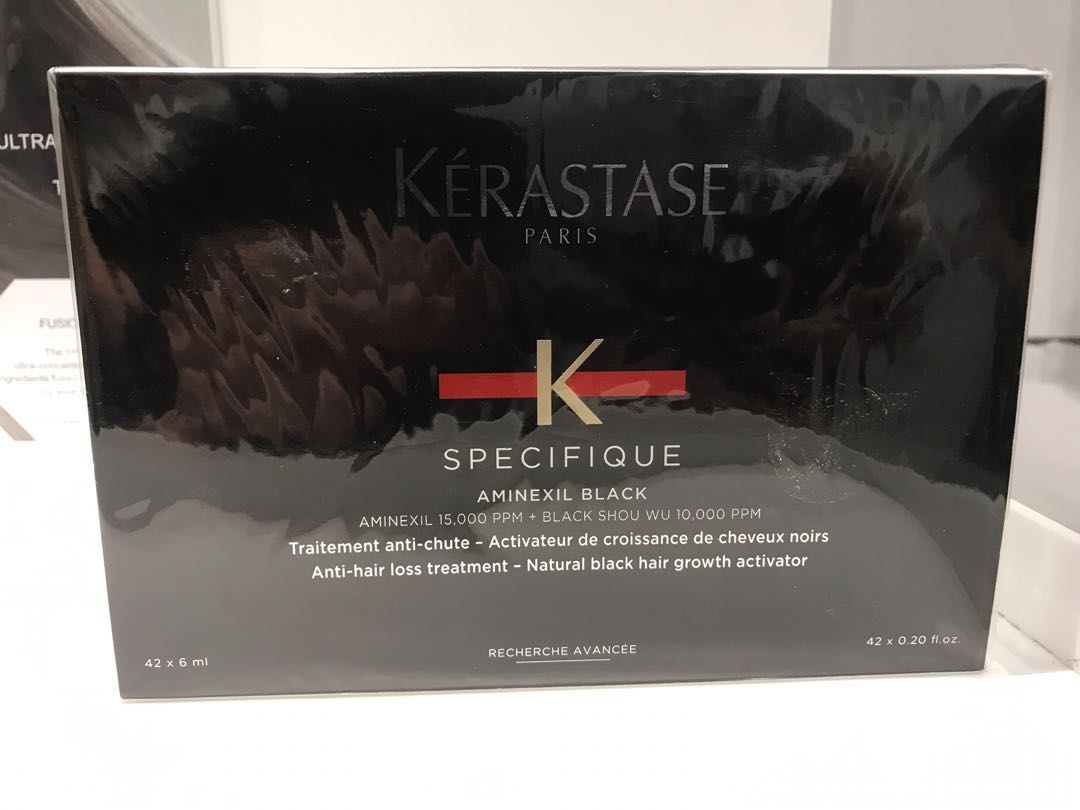 ULTRA
KÉRASTASE
PARIS
K
SPECIFIQUE
AMINEXIL BLACK
AMINEXIL 15,000 PPM + BLACK SHOU WU 10,000 PPM
Traitement anti-chute – Activateur de croissance de cheveux noirs
Anti-hair loss treatment – Natural black hair growth activator
42 x 6 ml
RECHERCHE AVANCÉE
42 x 0.20 fl.oz.
The
ultra